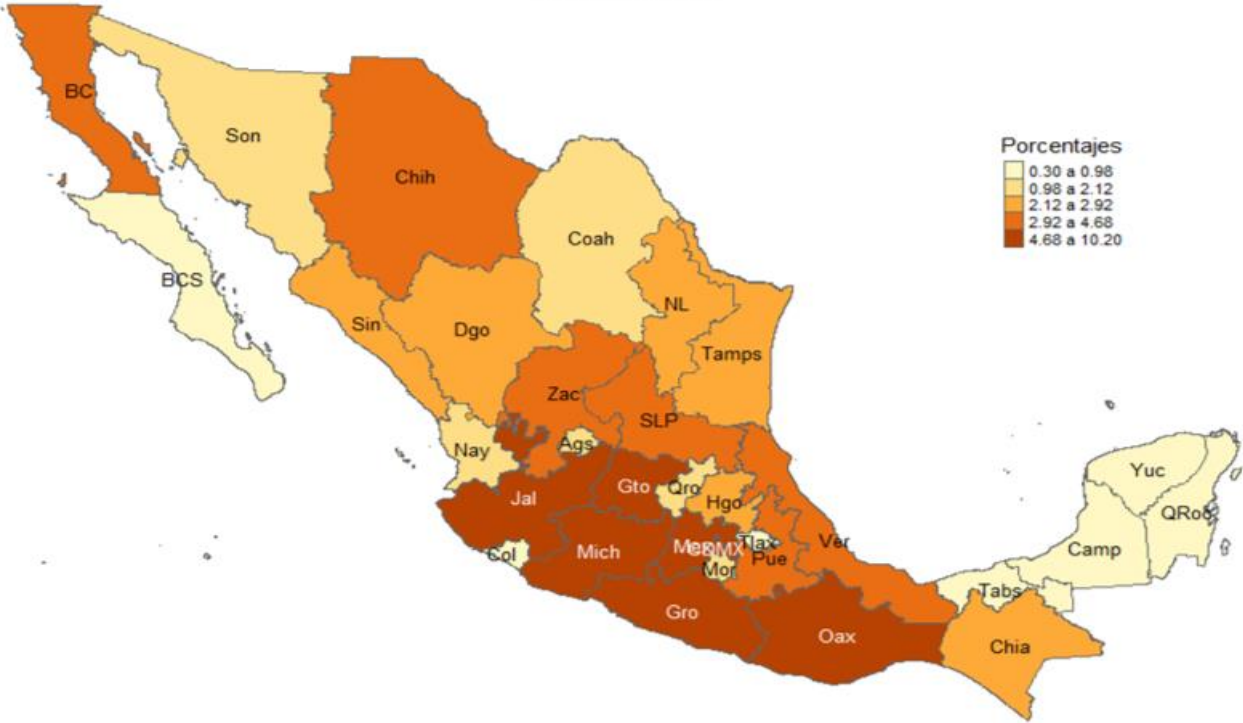 BC
Son
Chih
Porcentajes
0.30 a 0.98
0.98 a 2.12
2.12 a 2.92
2.92 a 4.68
4.68 a 10.20
Coah
BCS
NL
Sin
Dgo
Tamps
Zac
SLP
Ags
Nay
Yuc
Gto
Qro
Jal
Hgo
QRoo
Ver
Tlax
Col
Mich
Mex
CDMX
Camp
Pue
Mor
Tabs
Gro
Oax
Chia